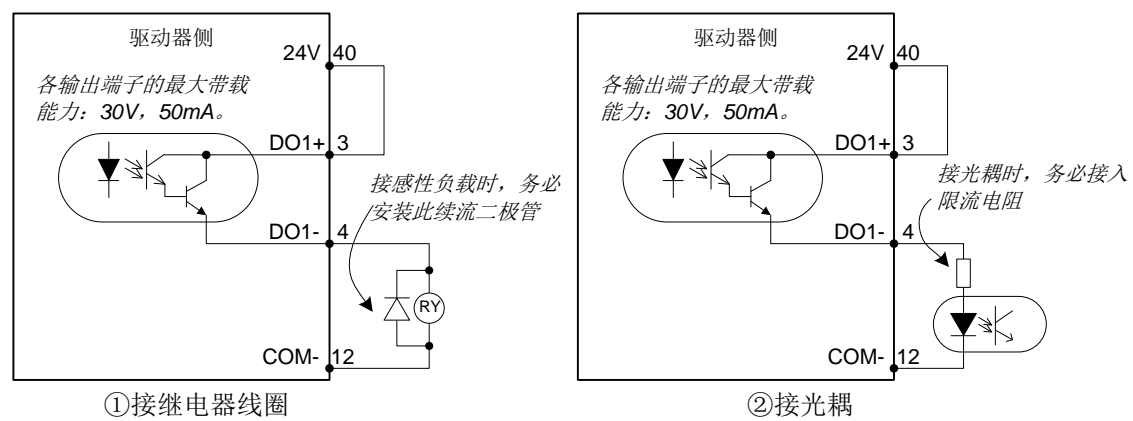 驱动器侧
24V 40
各输出端子的最大带载
能力：30V，50mA。
DO1+ 3
接感性负载时，务必
安装此续流二极管
DO1- 4
RY
COM- 12
①接继电器线圈
驱动器侧
24V 40
各输出端子的最大带载
能力：30V，50mA。
DO1+ 3
接光耦时，务必接入
限流电阻
DO1- 4
COM- 12
②接光耦